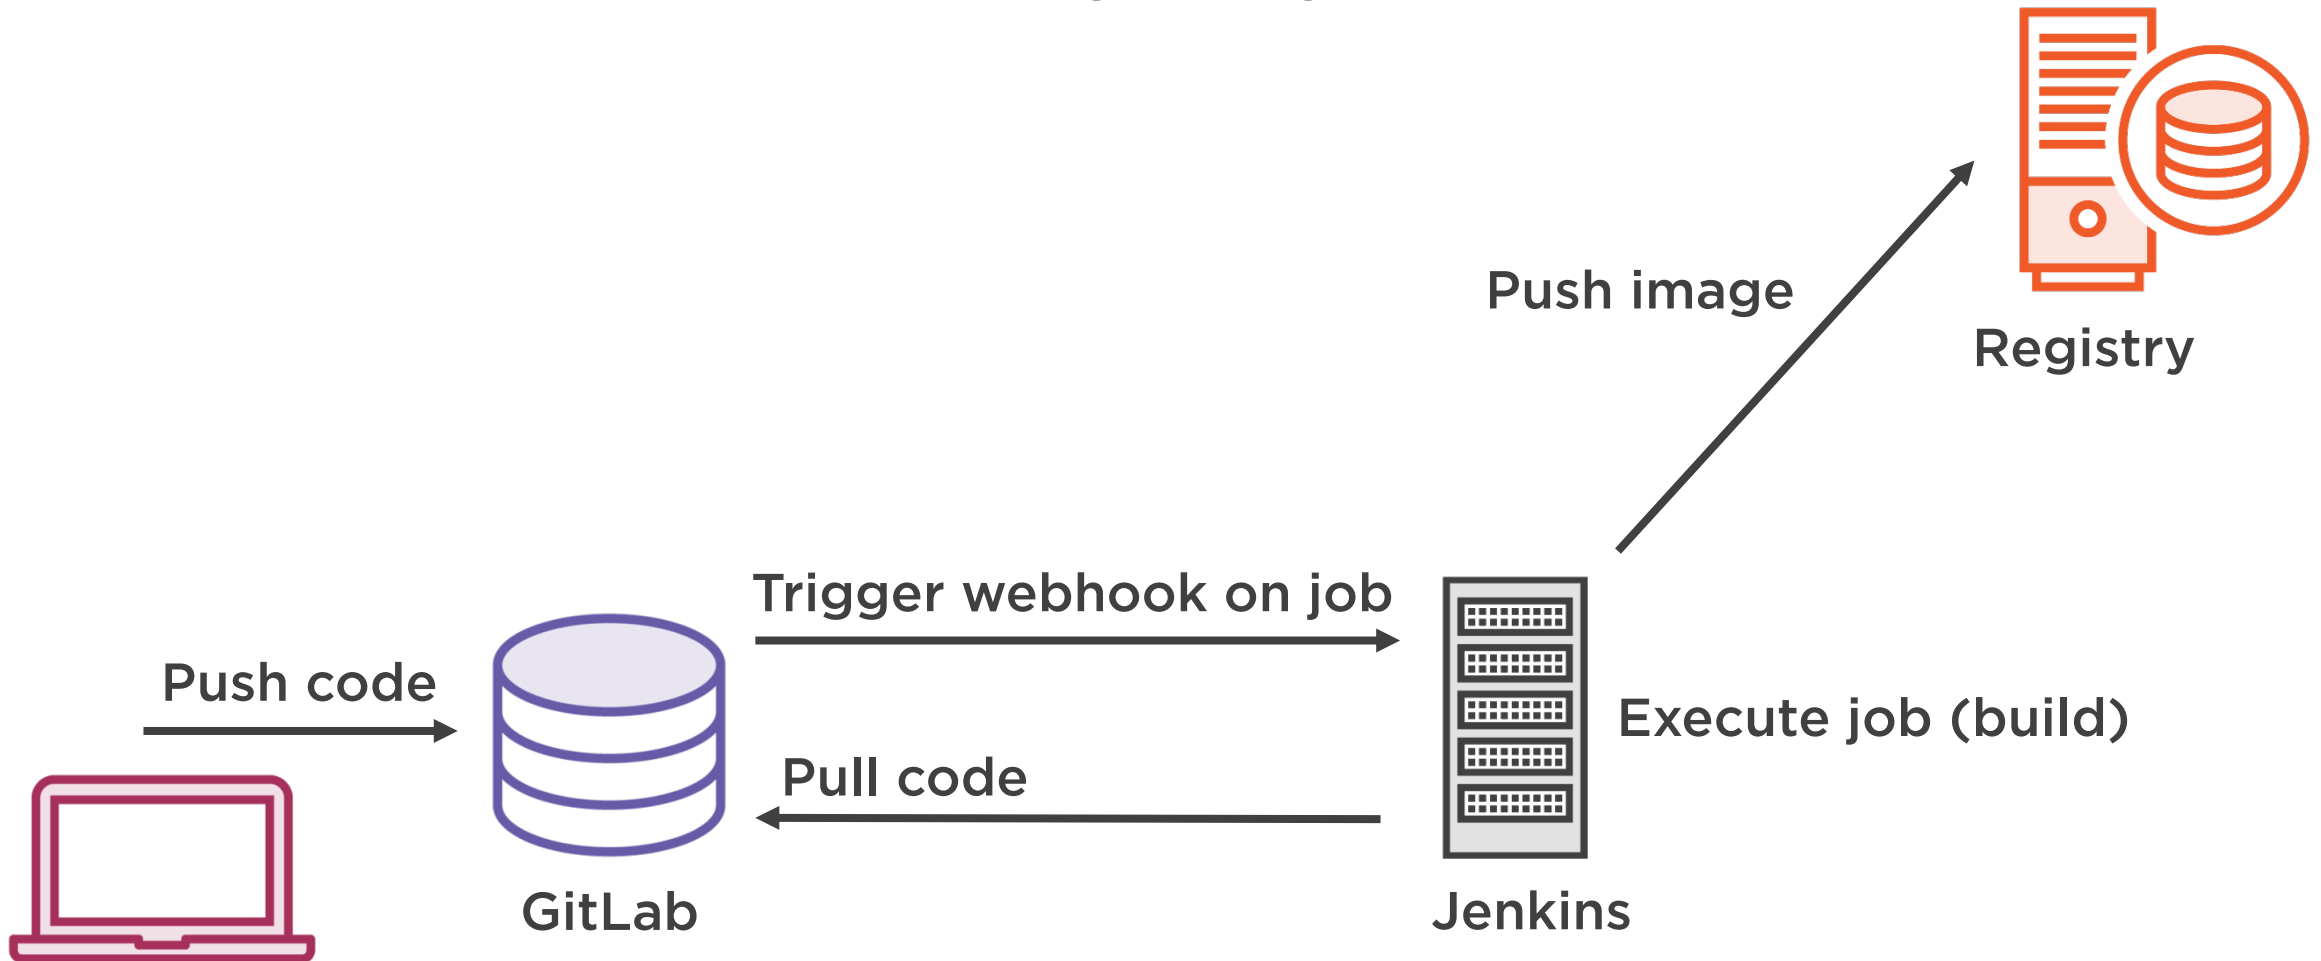 Push image
Registry
Trigger webhook on job
Push code
Execute job (build)
Pull code
GitLab
Jenkins